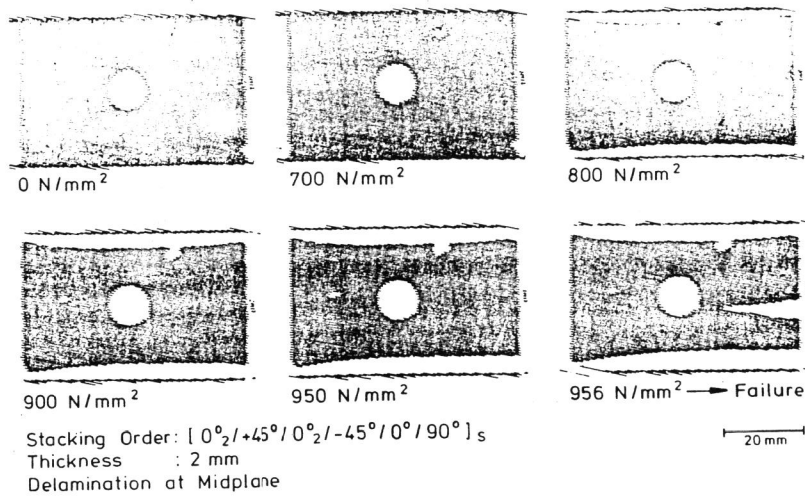 0 N/mm²
700 N/mm²
800 N/mm²
900 N/mm²
950 N/mm²
956 N/mm² → Failure
20 mm
Stacking Order: [ 0°₂/+45°/0°₂/-45°/0°/90°]ₛ
Thickness : 2 mm
Delamination at Midplane